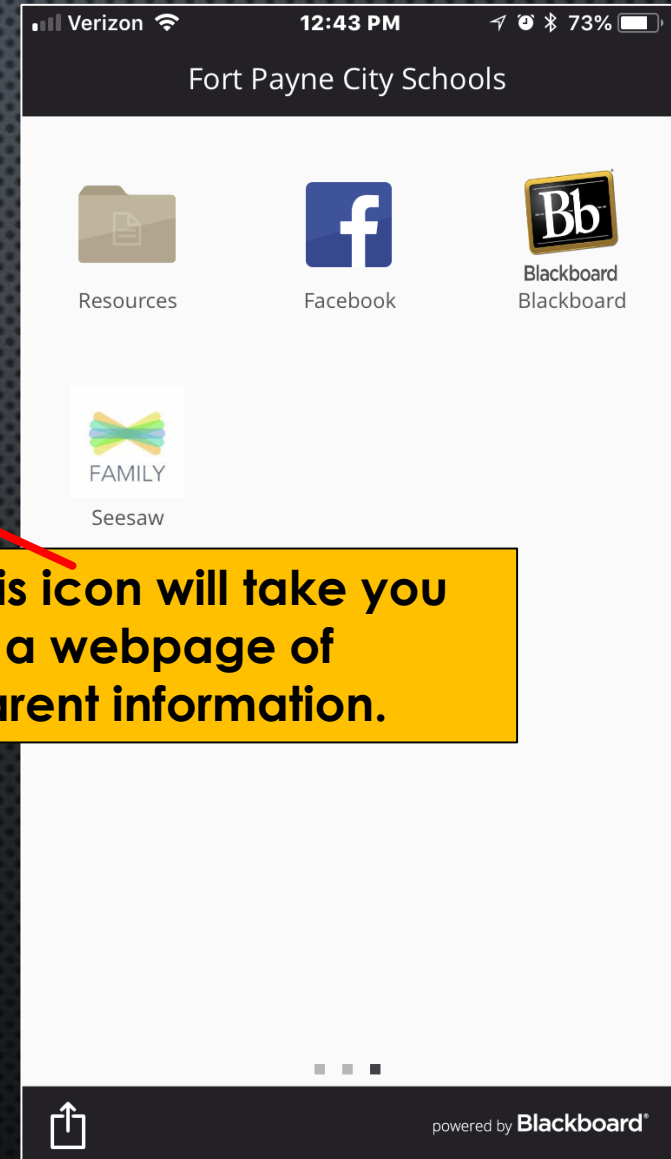 Verizon 12:43 PM 73%
Fort Payne City Schools
f
Bb
Blackboard
Resources Facebook Blackboard
FAMILY
Seesaw
is icon will take you
a webpage of
arent information.
powered by Blackboard®